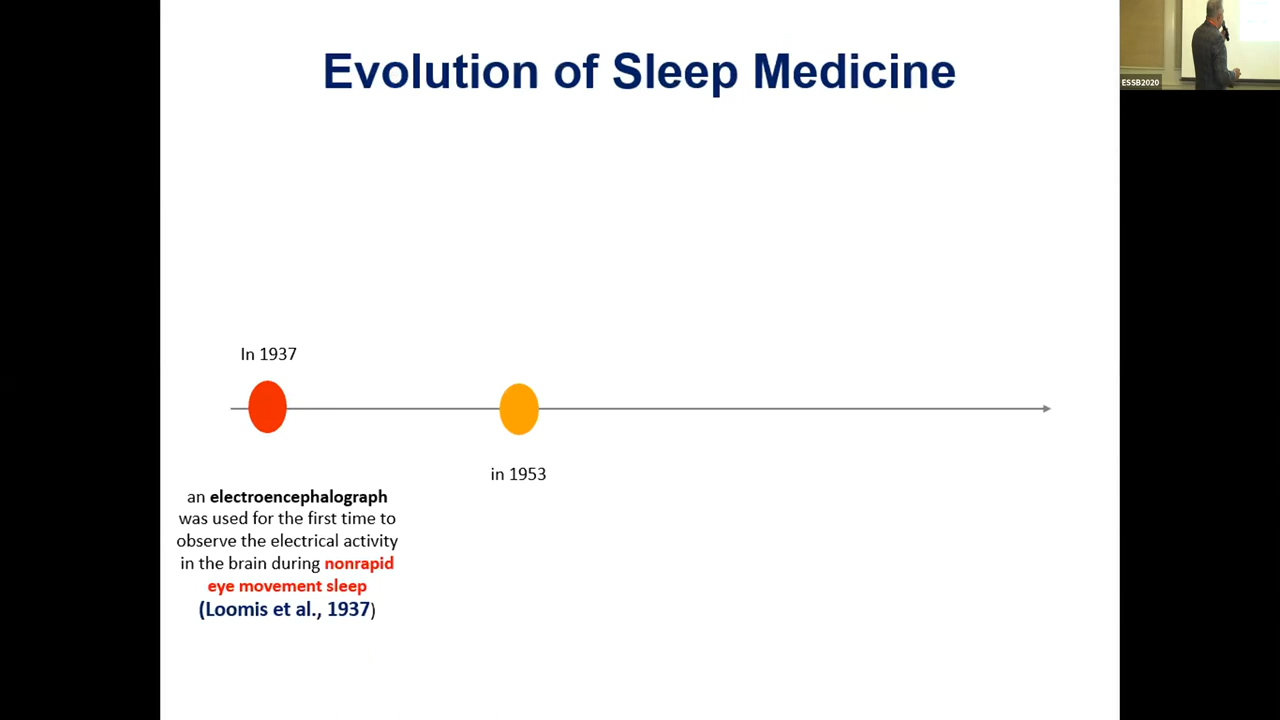 Evolution of Sleep Medicine
ESSB2020
In 1937
in 1953
an electroencephalograph
was used for the first time to
observe the electrical activity
in the brain during nonrapid
eye movement sleep
(Loomis et al., 1937)